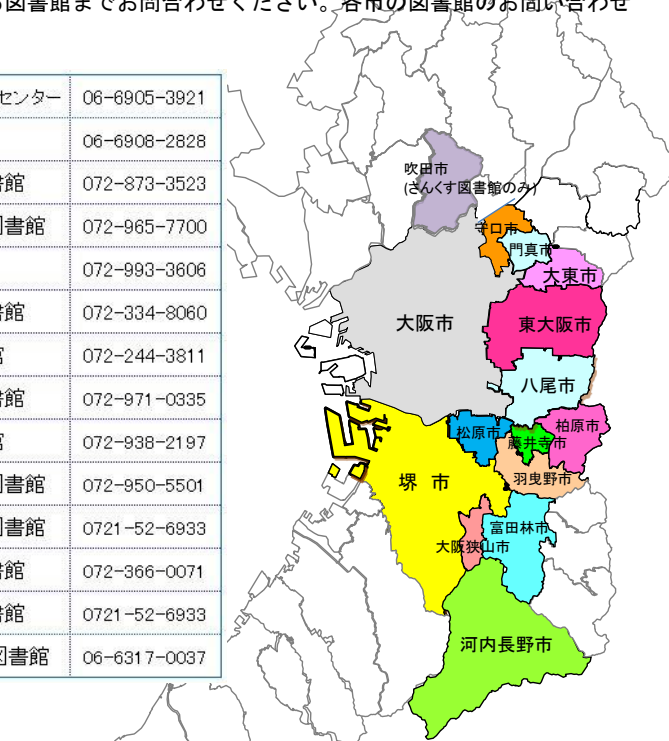 図書館までお問合わせください。各市の図書館のお問い合わせ
センター 06-6905-3921
06-6908-2828
書館 072-873-3523
図書館 072-965-7700
072-993-3606
書館 072-334-8060
館 072-244-3811
書館 072-971-0335
館 072-938-2197
図書館 072-950-5501
図書館 0721-52-6933
書館 072-366-0071
書館 0721-52-6933
図書館 06-6317-0037
吹田市
(さんくす図書館のみ)
守口市
門真市
大東市
大阪市
東大阪市
八尾市
柏原市
松原市
藤井寺市
羽曳野市
堺 市
富田林市
大阪狭山市
河内長野市